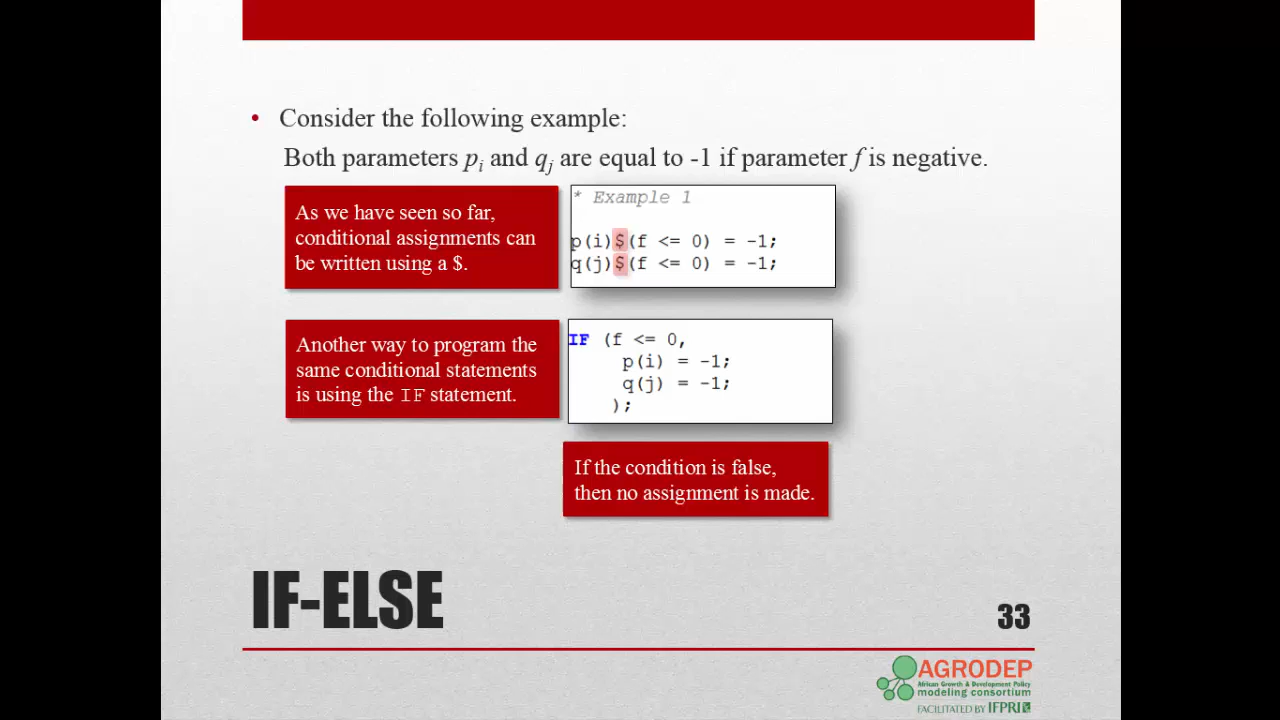 • Consider the following example:
Both parameters pi and qj are equal to -1 if parameter f is negative.
As we have seen so far,
conditional assignments can
be written using a $.
* Example 1
p(i)$(f <= 0) = -1;
q(j)$(f <= 0) = -1;
Another way to program the
same conditional statements
is using the IF statement.
IF (f <= 0,
p(i) = -1;
q(j) = -1;
);
If the condition is false,
then no assignment is made.
IF-ELSE
33
AGRODEP
African Growth & Development Policy
modeling consortium
FACILITATED BY IFPRI